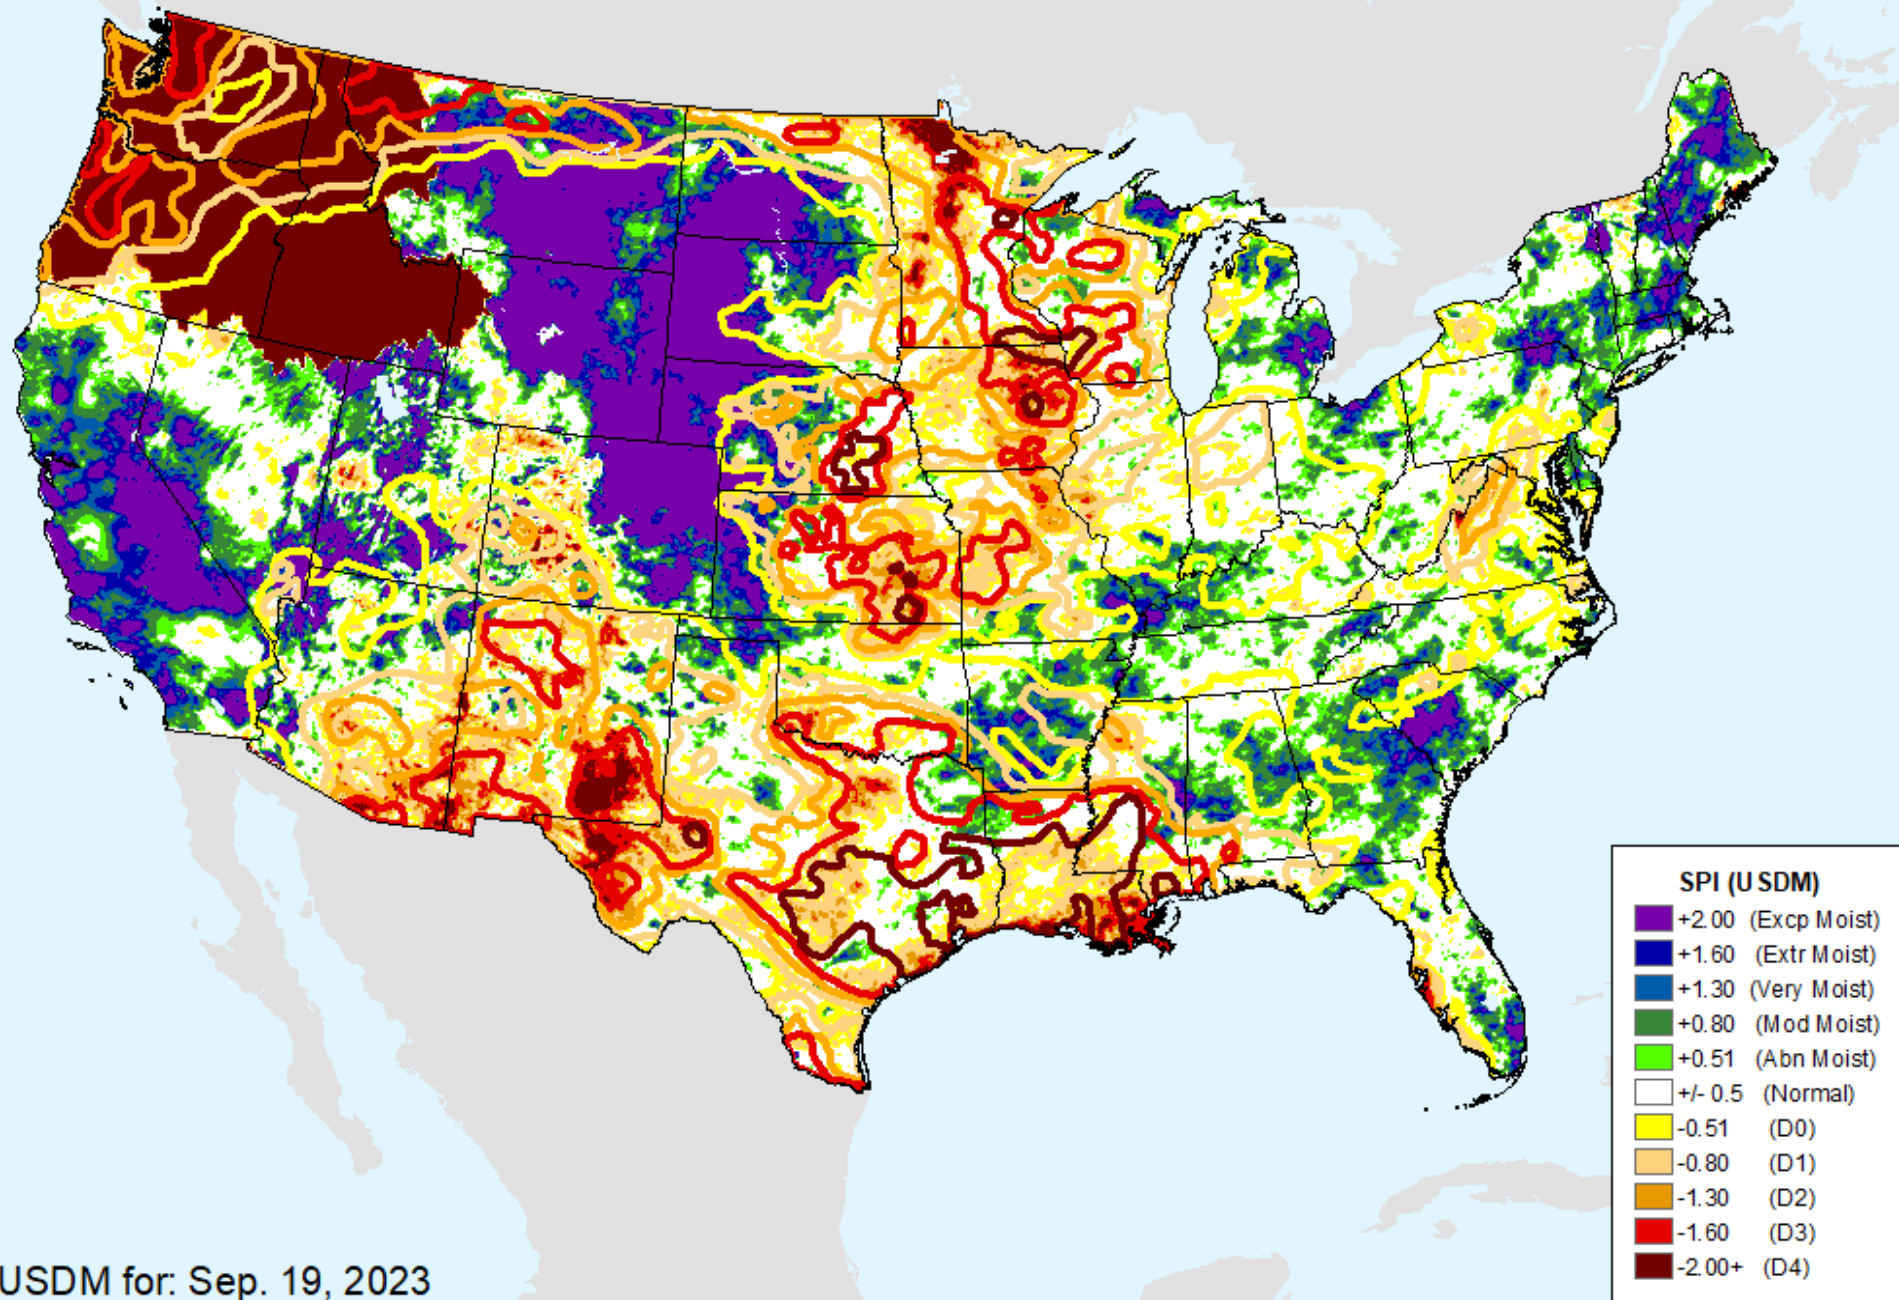 SPI (USDM)
+2.00 (Excp Moist)
+1.60 (Extr Moist)
+1.30 (Very Moist)
+0.80 (Mod Moist)
+0.51 (Abn Moist)
+/- 0.5 (Normal)
-0.51 (D0)
-0.80 (D1)
-1.30 (D2)
-1.60 (D3)
-2.00+ (D4)
USDM for: Sep. 19, 2023